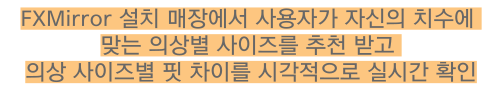 FXMirror 설치 매장에서 사용자가 자신의 치수에
맞는 의상별 사이즈를 추천 받고
의상 사이즈별 핏 차이를 시각적으로 실시간 확인